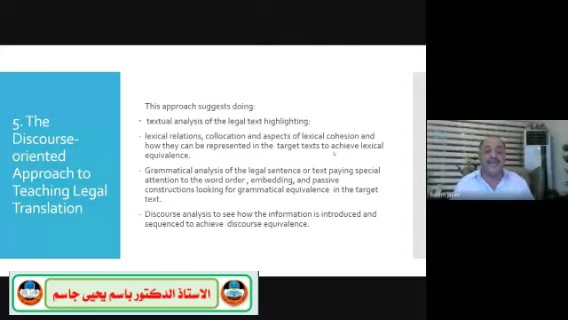 5. The
Discourse-
oriented
Approach to
Teaching Legal
Translation
This approach suggests doing:
- textual analysis of the legal text highlighting:
- lexical relations, collocation and aspects of lexical cohesion and
how they can be represented in the target texts to achieve lexical
equivalence.
- Grammatical analysis of the legal sentence or text paying special
attention to the word order , embedding, and passive
constructions looking for grammatical equivalence in the target
text.
- Discourse analysis to see how the information is introduced and
sequenced to achieve discourse equivalence.
الاستاذ الدكتور باسم يحيى جاسم